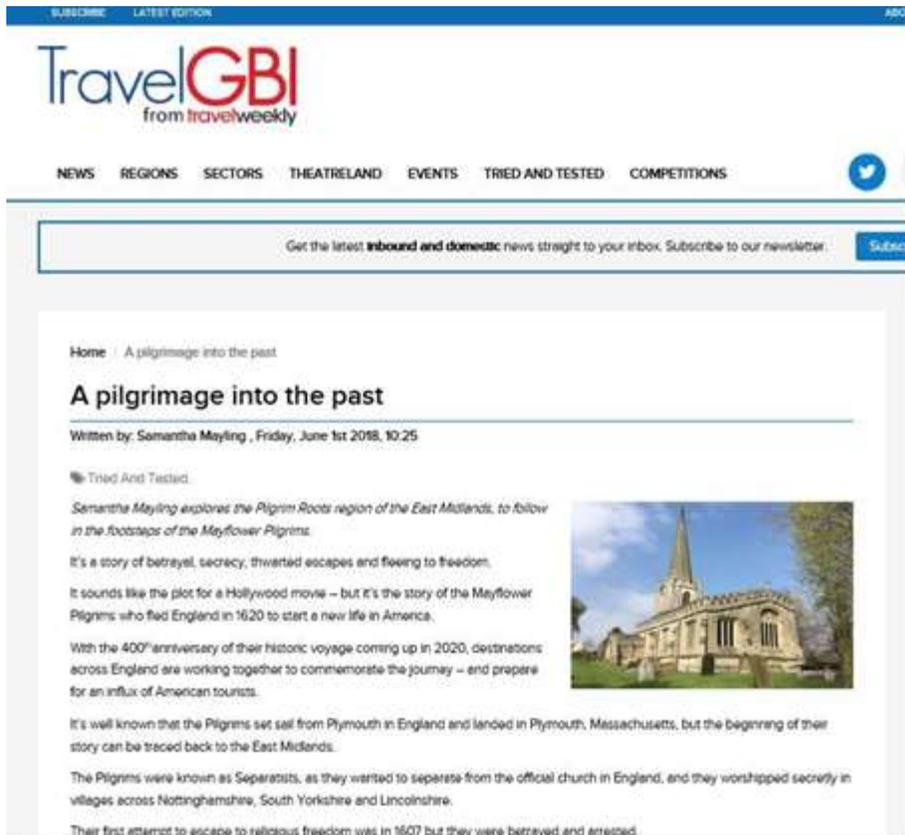 SUBSCRIBE LATEST EDITION
TravelGBI
from travelweekly
NEWS REGIONS SECTORS THEATRELAND EVENTS TRIED AND TESTED COMPETITIONS
Get the latest inbound and domestic news straight to your inbox. Subscribe to our newsletter.
Home A pilgrimage into the past
A pilgrimage into the past
Written by: Samantha Mayling , Friday, June 1st 2018, 10:25
Tried And Tested
Samantha Mayling explores the Pilgrim Roots region of the East Midlands, to follow
in the footsteps of the Mayflower Pilgrims.
It's a story of betrayal, secrecy, thwarted escapes and fleeing to freedom.
It sounds like the plot for a Hollywood movie – but it's the story of the Mayflower
Pilgrims who fled England in 1620 to start a new life in America.
With the 400th anniversary of their historic voyage coming up in 2020, destinations
across England are working together to commemorate the journey – and prepare
for an influx of American tourists.
It's well known that the Pilgrims set sail from Plymouth in England and landed in Plymouth, Massachusetts, but the beginning of their
story can be traced back to the East Midlands.
The Pilgrims were known as Separatists, as they wanted to separate from the official church in England, and they worshipped secretly in
villages across Nottinghamshire, South Yorkshire and Lincolnshire.
Their first attempt to escape to religious freedom was in 1607 but they were betrayed and arrested.